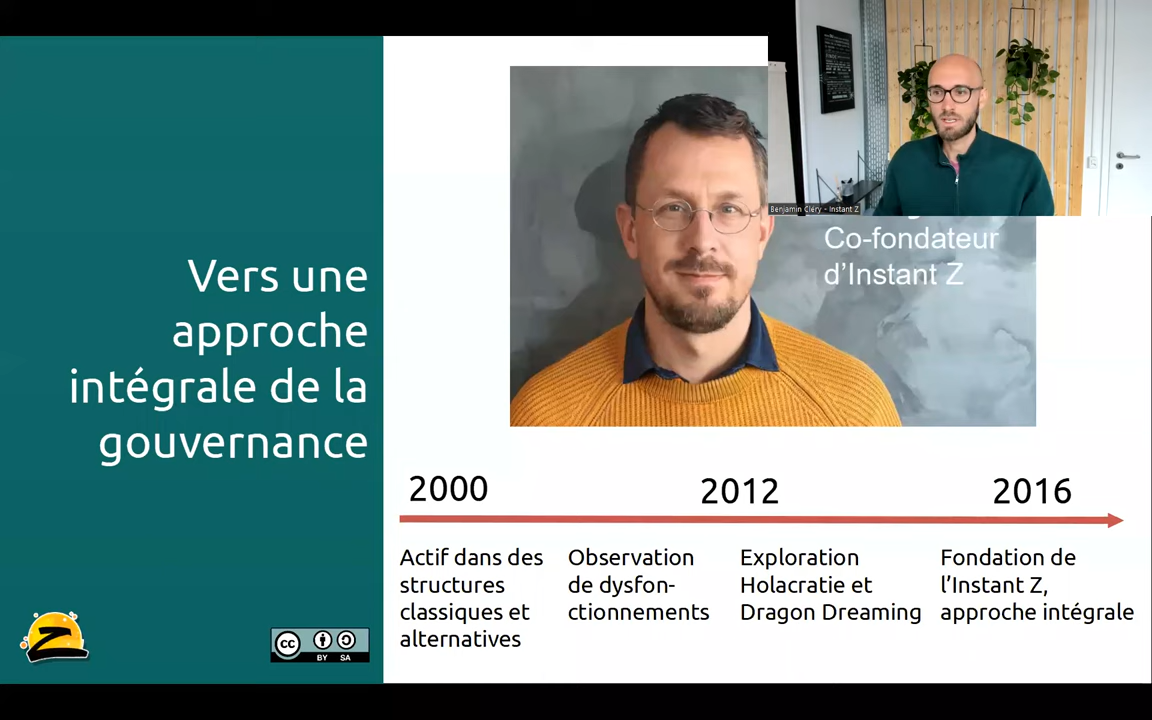 Vers une
approche
intégrale de la
gouvernance
Benjamin Cléry - Instant Z
Co-fondateur
d'Instant Z
2000
2012
2016
Actif dans des
structures
classiques et
alternatives
Observation
de dysfon-
ctionnements
Exploration
Holacratie et
Dragon Dreaming
Fondation de
l'Instant Z,
approche intégrale
Z
cc
BY SA